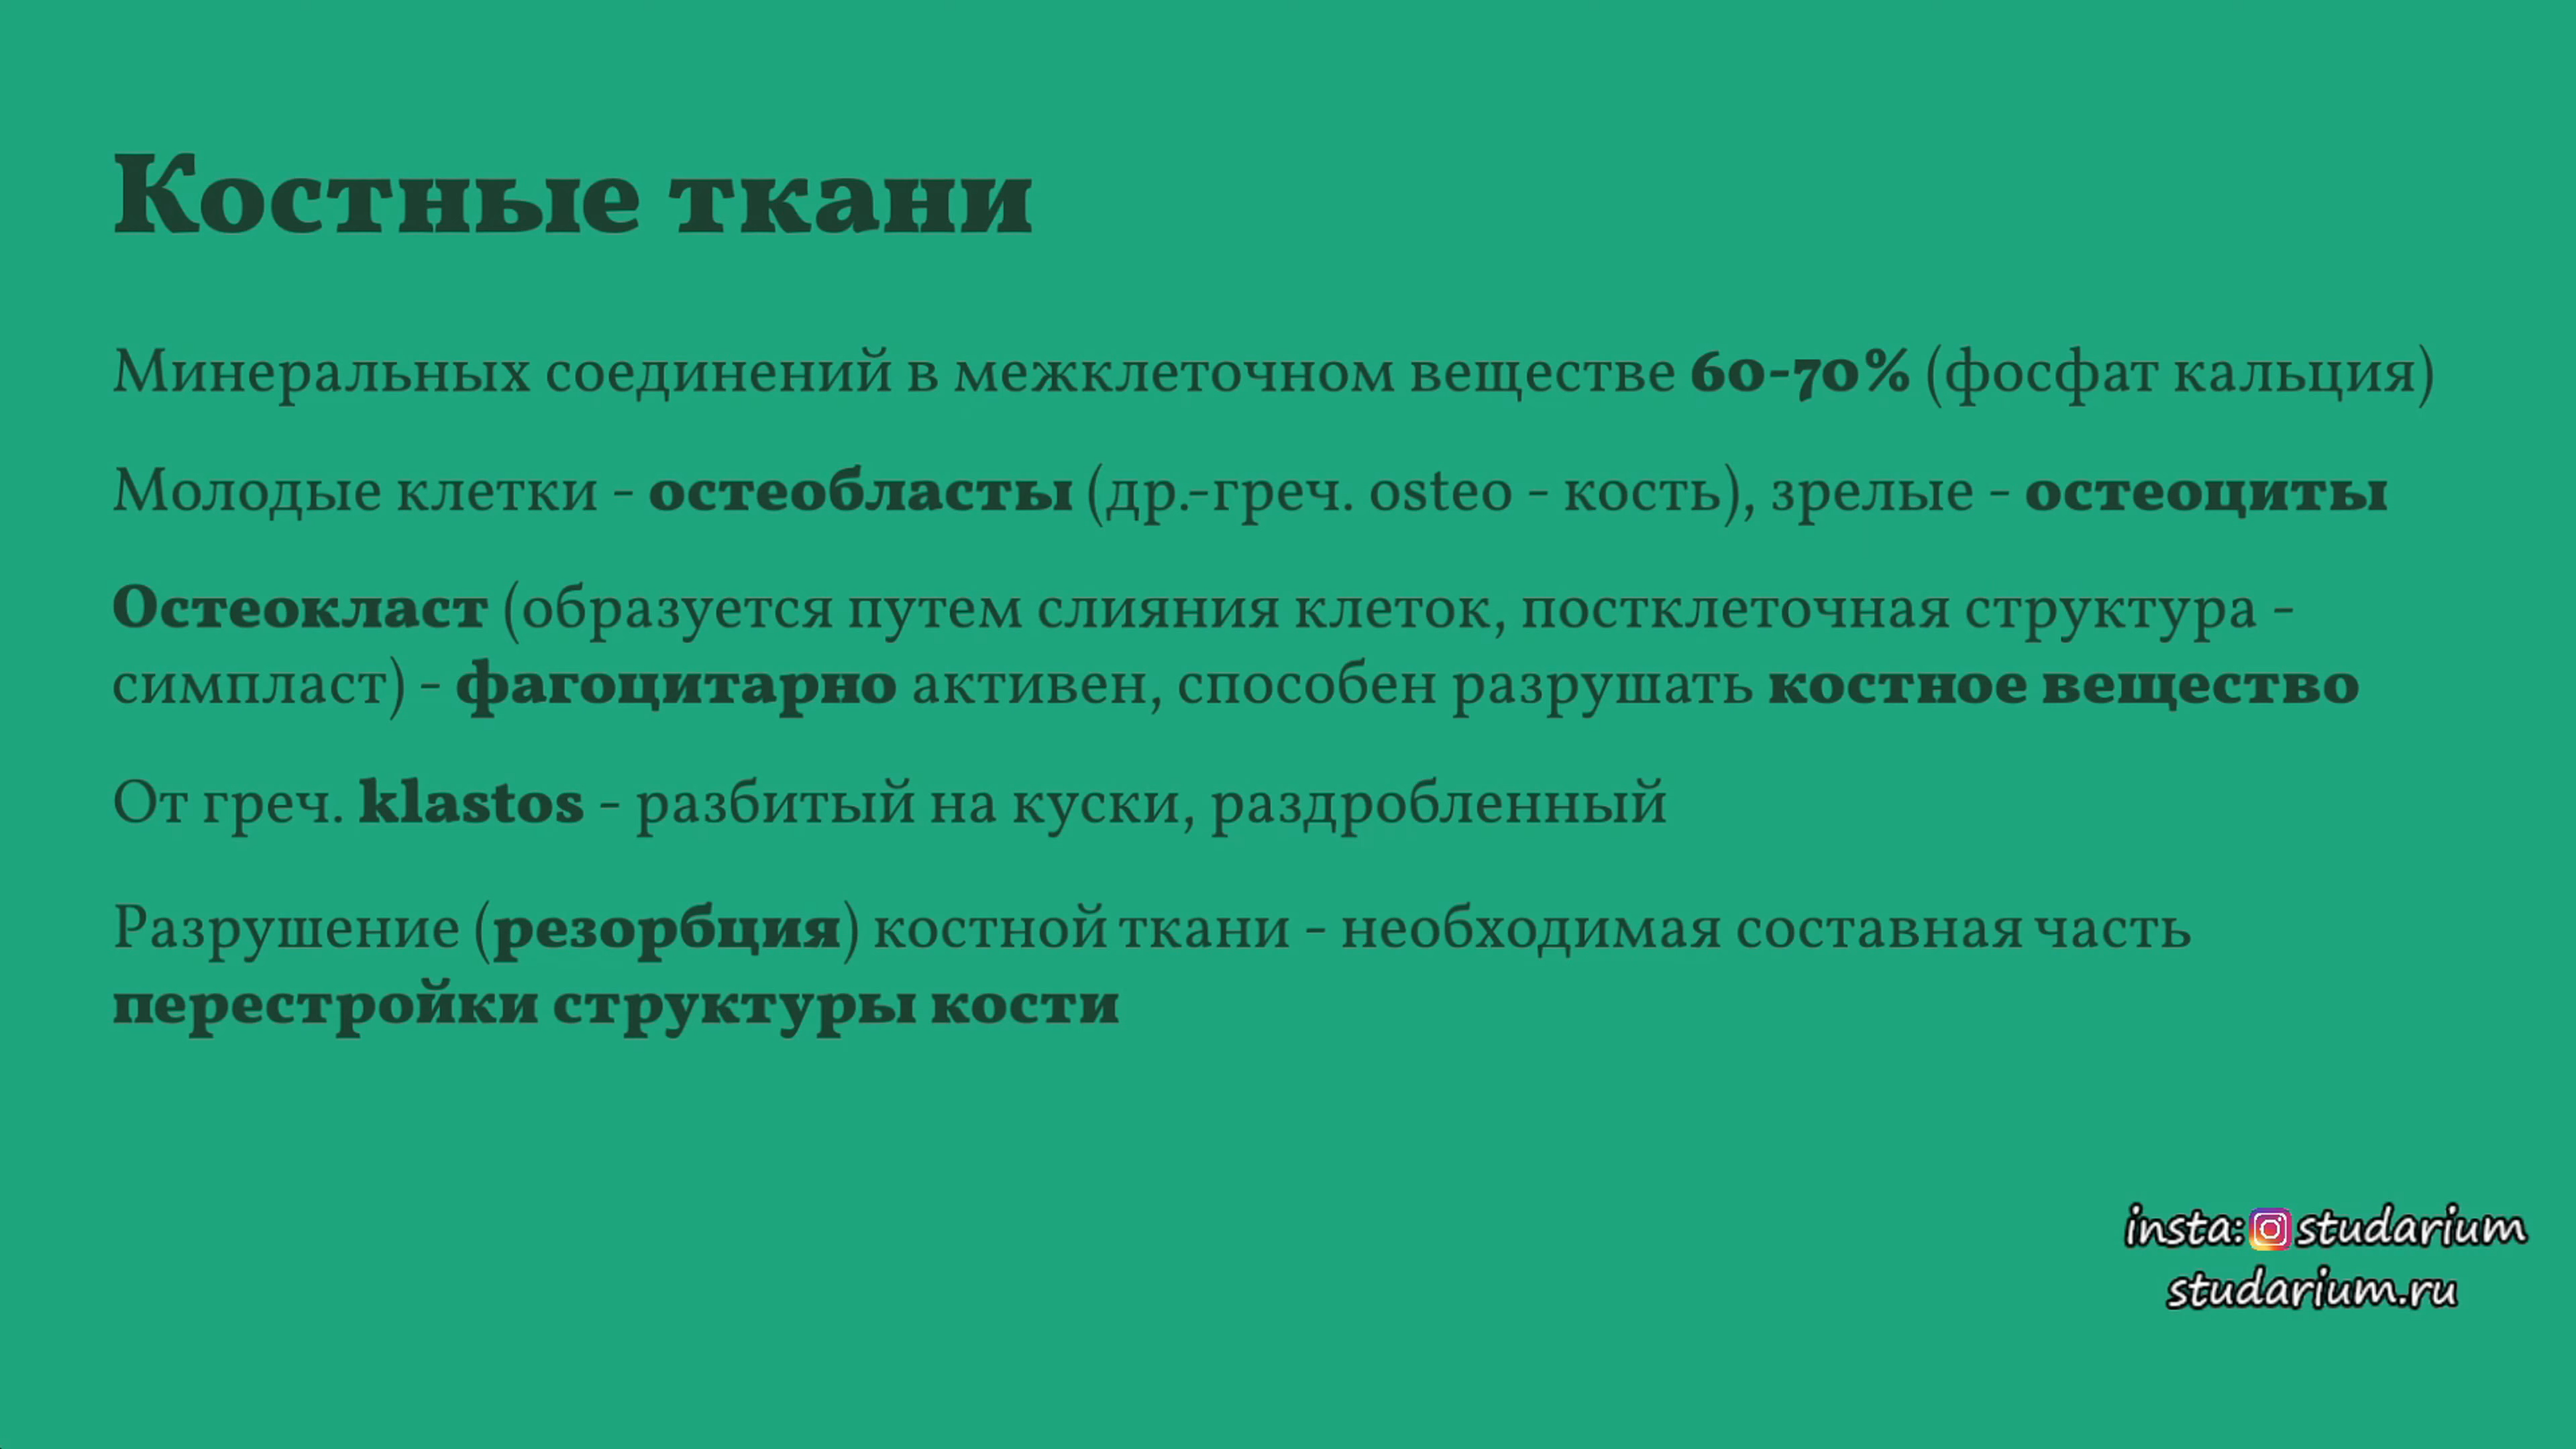 Костные ткани
Минеральных соединений в межклеточном веществе 60-70% (фосфат кальция)
Молодые клетки - остеобласты (др.-греч. osteo - кость), зрелые - остеоциты
Остеокласт (образуется путем слияния клеток, постклеточная структура -
симпласт) - фагоцитарно активен, способен разрушать костное вещество
От греч. klastos - разбитый на куски, раздробленный
Разрушение (резорбция) костной ткани - необходимая составная часть
перестройки структуры кости
insta: studarium
studarium.ru